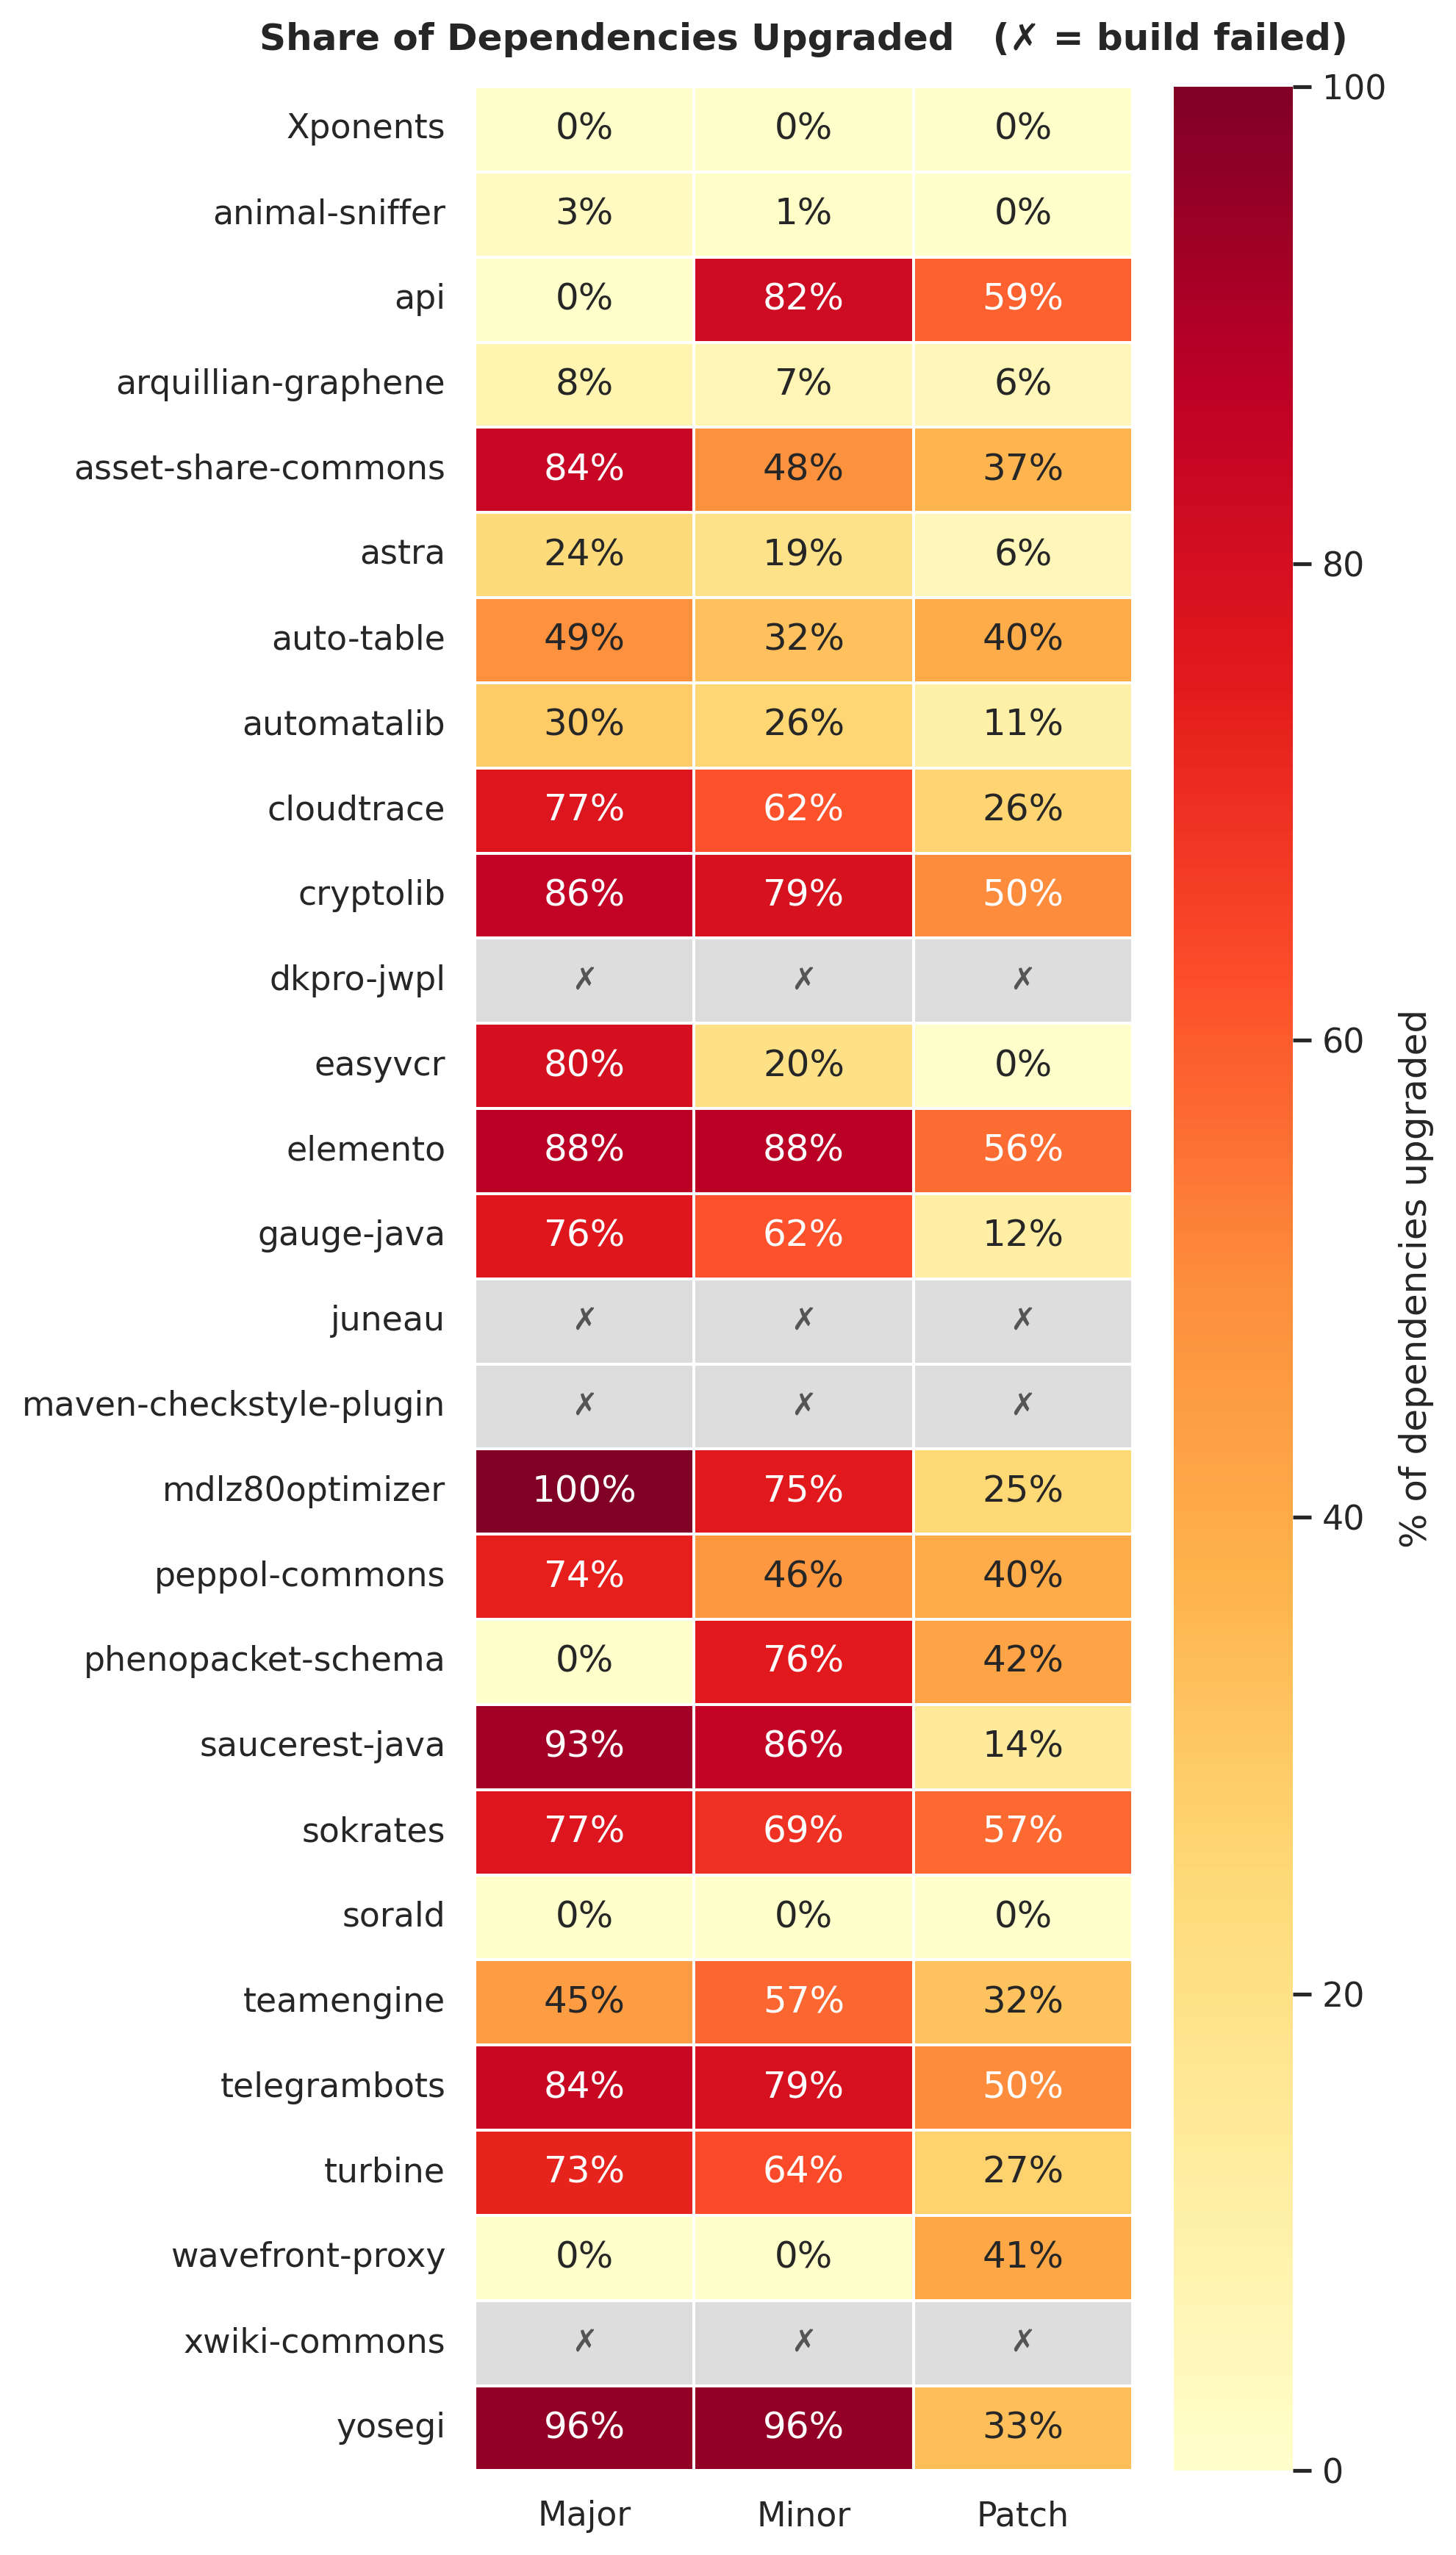 Share of Dependencies Upgraded (✗ = build failed)
Xponents 0% 0% 0%
animal-sniffer 3% 1% 0%
api 0% 82% 59%
arquillian-graphene 8% 7% 6%
asset-share-commons 84% 48% 37%
astra 24% 19% 6%
auto-table 49% 32% 40%
automatalib 30% 26% 11%
cloudtrace 77% 62% 26%
cryptolib 86% 79% 50%
dkpro-jwpl ✗ ✗ ✗
easyvcr 80% 20% 0%
elemento 88% 88% 56%
gauge-java 76% 62% 12%
juneau ✗ ✗ ✗
maven-checkstyle-plugin ✗ ✗ ✗
mdlz80optimizer 100% 75% 25%
peppol-commons 74% 46% 40%
phenopacket-schema 0% 76% 42%
saucerest-java 93% 86% 14%
sokrates 77% 69% 57%
sorald 0% 0% 0%
teamengine 45% 57% 32%
telegrambots 84% 79% 50%
turbine 73% 64% 27%
wavefront-proxy 0% 0% 41%
xwiki-commons ✗ ✗ ✗
yosegi 96% 96% 33%
Major Minor Patch
100
80
60
40
20
0
% of dependencies upgraded